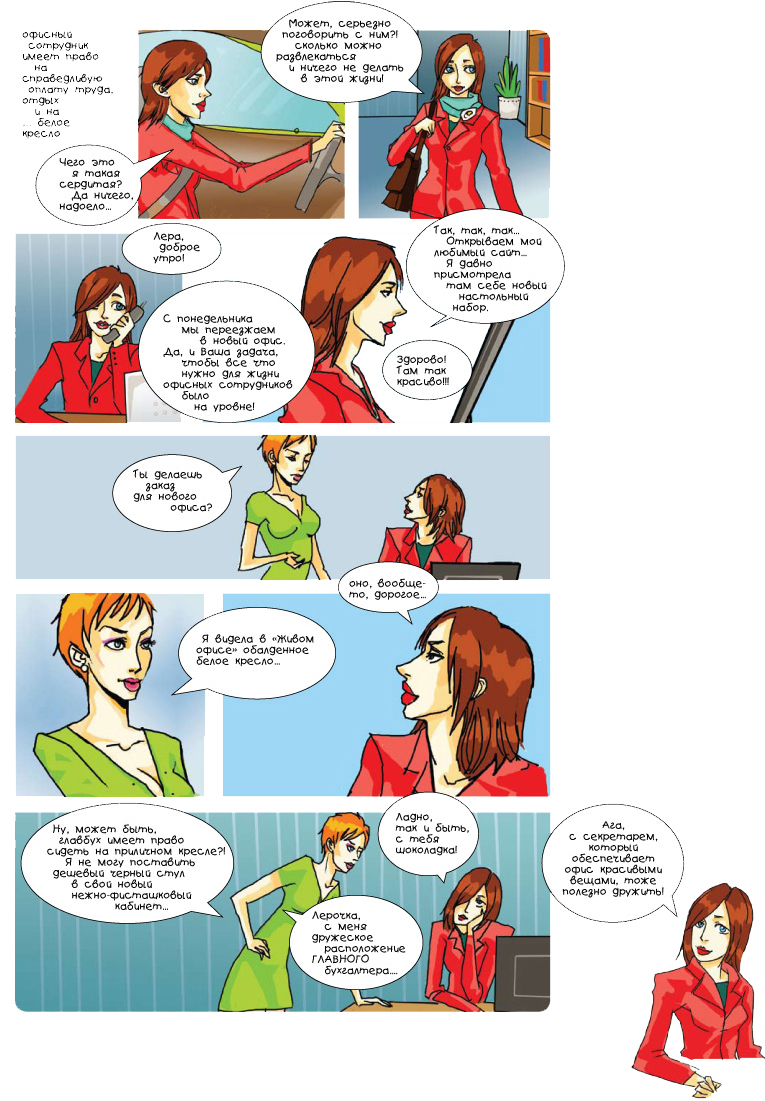 офисный
сотрудник
имеет право
на
справедливую
оплату труда,
отдых
и на
... белое
кресло
Чего это
я такая
сердитая?
Да ничего,
надоело...
Может, серьезно
поговорить с ним?!
сколько можно
развлекаться
и ничего не делать
в этой жизни!
Лера,
доброе
утро!
С понедельника
мы переезжаем
в новый офис.
Да, и Ваша задача,
чтобы все что
нужно для жизни
офисных сотрудников
было
на уровне!
Так, так, так...
Открываем мой
любимый сайт...
Я давно
присмотрела
там себе новый
настольный
набор.
Здорово!
Там так
красиво!!!
Ты делаешь
заказ
для нового
офиса?
Я видела в «Живом
офисе» обалденное
белое кресло...
оно, вообще-
то, дорогое...
Ну, может быть,
главбух имеет право
сидеть на приличном кресле?!
Я не могу поставить
дешевый черный стул
в свой новый
нежно-фисташковый
кабинет...
Лерочка,
с меня
дружеское
расположение
ГЛАВНОГО
бухгалтера....
Ладно,
так и быть,
с тебя
шоколадка!
Ага,
с секретарем,
который
обеспечивает
офис красивыми
вещами, тоже
полезно дружить!